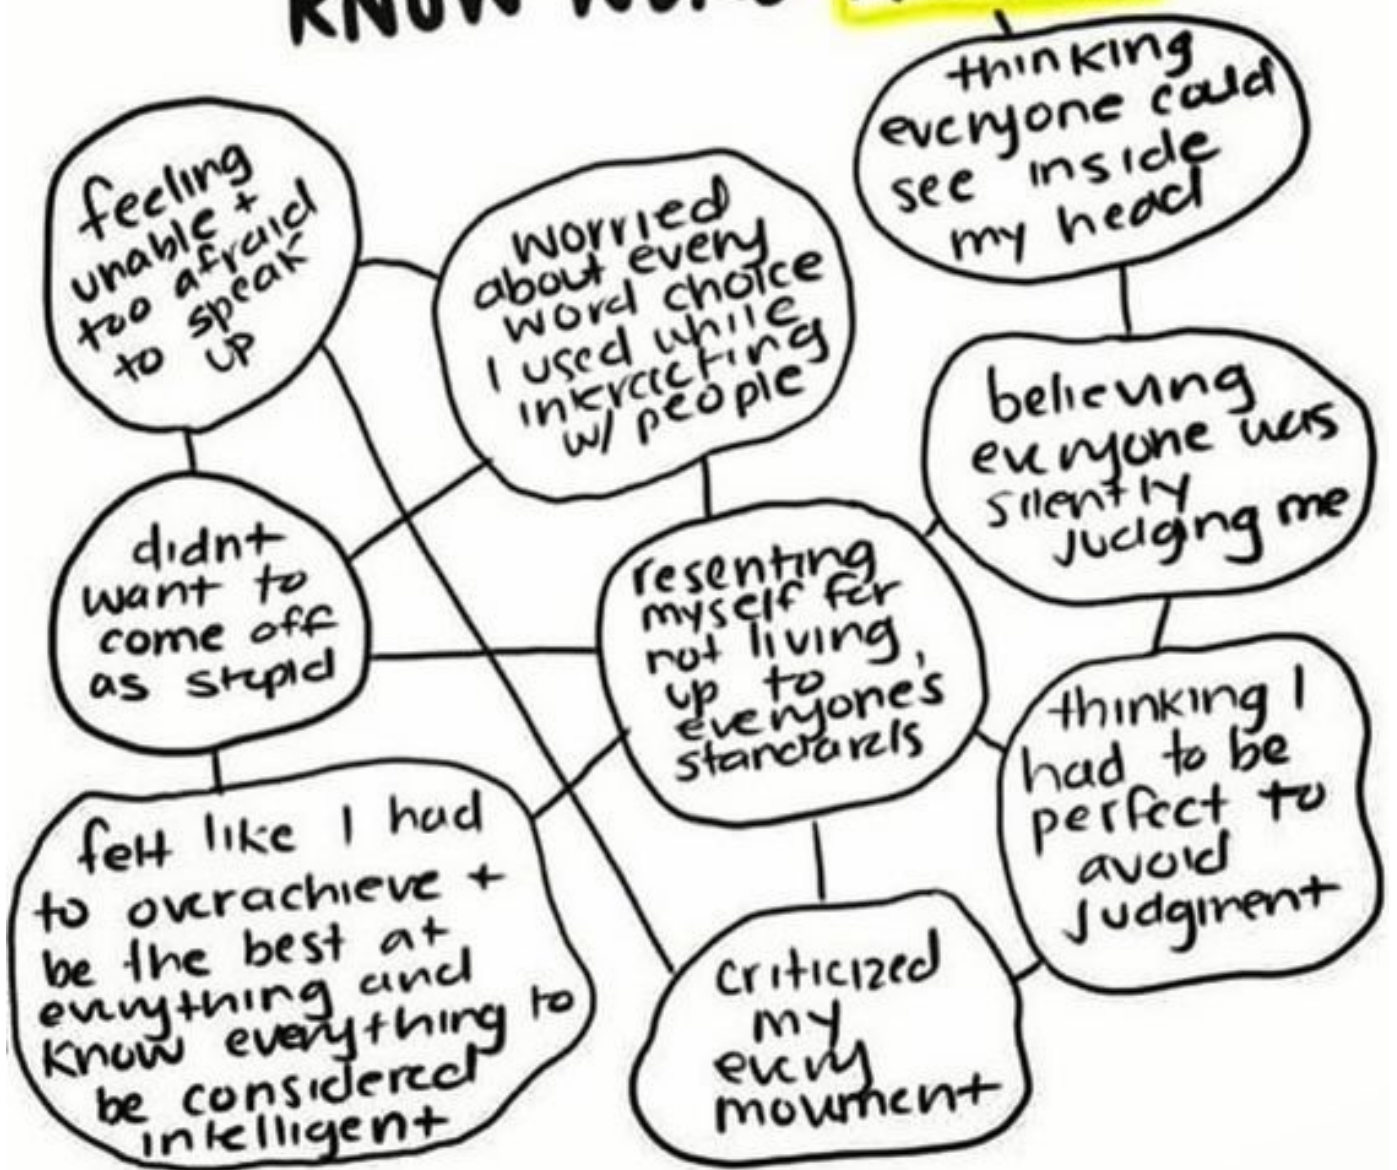 KNOW
thinking
everyone could
see inside
my head
feeling
unable +
too afraid
to speak
up
worried
about every
word choice
I used while
interacting
w/ people
believing
everyone was
silently
judging me
didnt
want to
come off
as stupid
resenting
myself for
not living
up to
everyone's
standards
thinking I
had to be
perfect to
avoid
judgment
felt like I had
to overachieve +
be the best at
everything and
know everything to
be considered
intelligent
criticized
my
every
movment